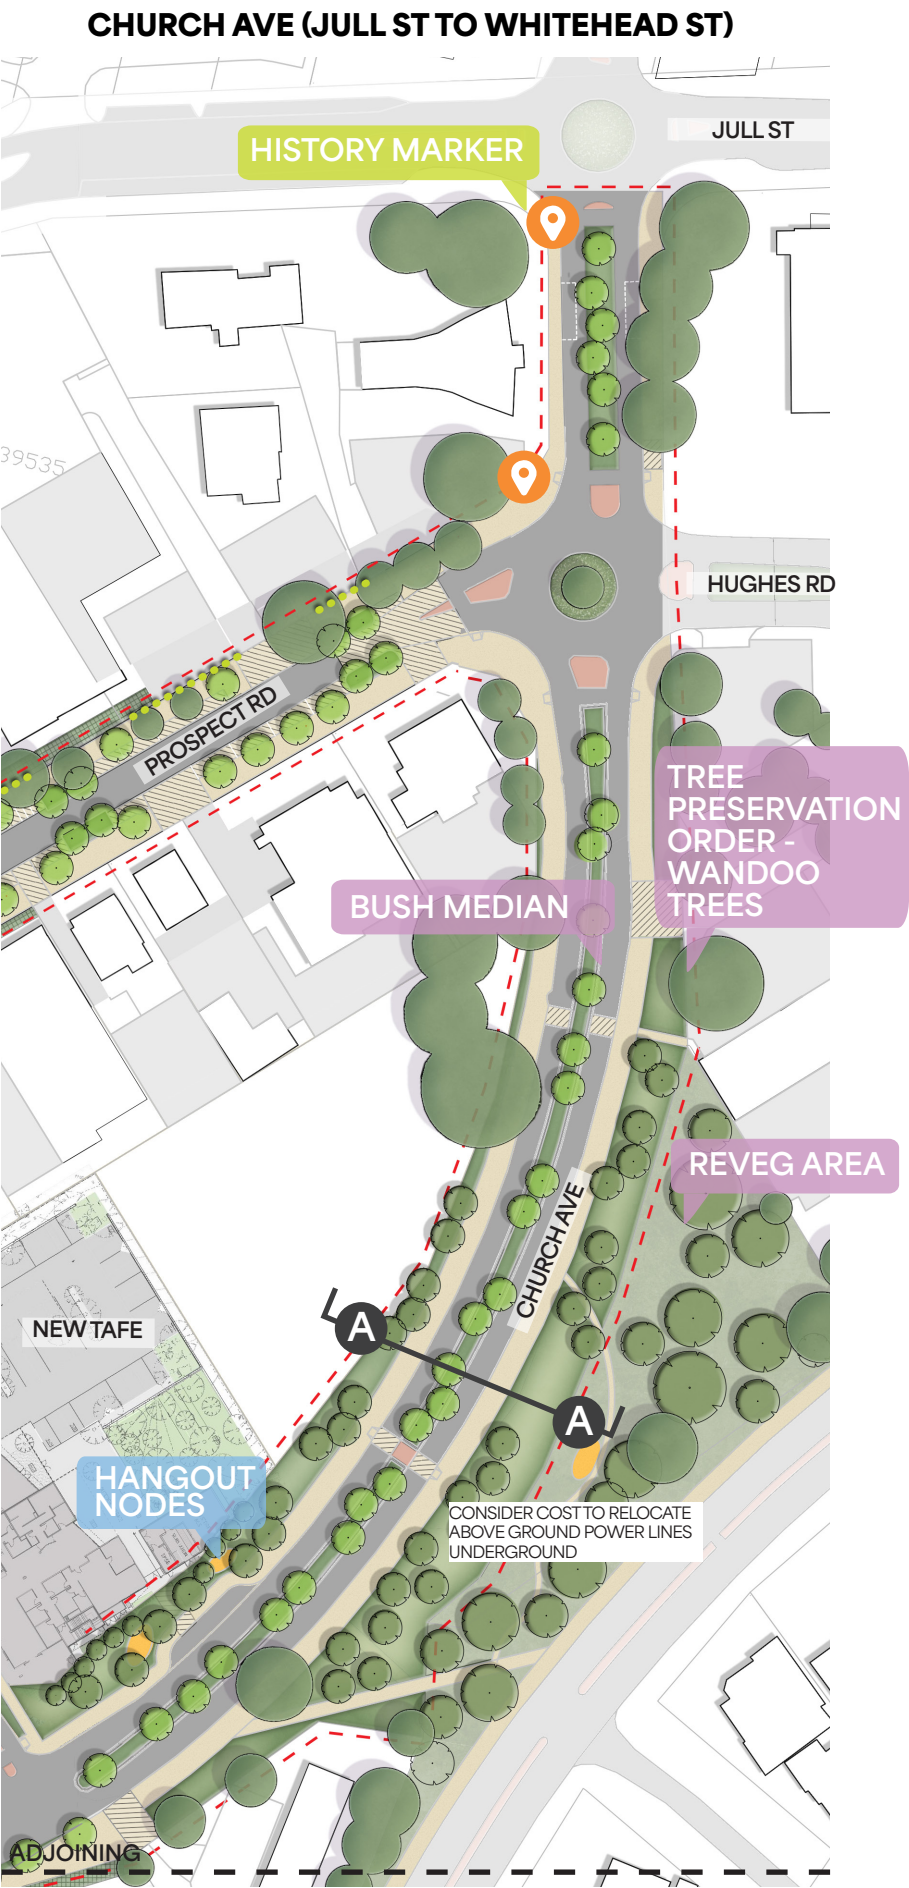 CHURCH AVE (JULL ST TO WHITEHEAD ST)
JULL ST
HISTORY MARKER
39535
HUGHES RD
PROSPECT RD
TREE
PRESERVATION
ORDER -
WANDOO
TREES
BUSH MEDIAN
REVEG AREA
CHURCH AVE
NEW TAFE
A
A
HANGOUT
NODES
CONSIDER COST TO RELOCATE
ABOVE GROUND POWER LINES
UNDERGROUND
ADJOINING